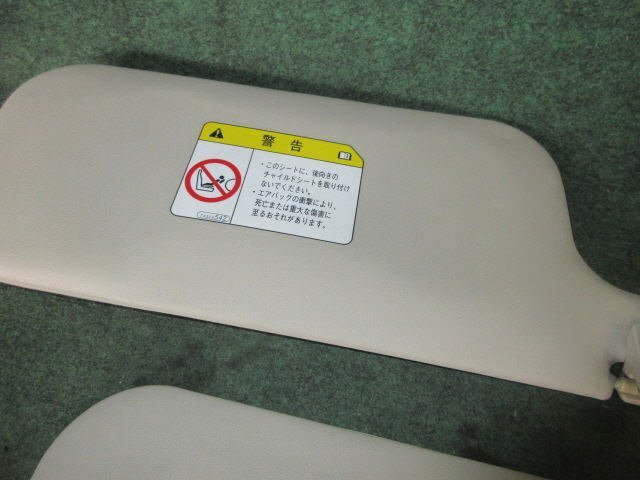 警告
・このシートに、後向きの
チャイルドシートを取り付け
ないでください。
・エアバッグの衝撃により、
死亡または重大な傷害に
至るおそれがあります。